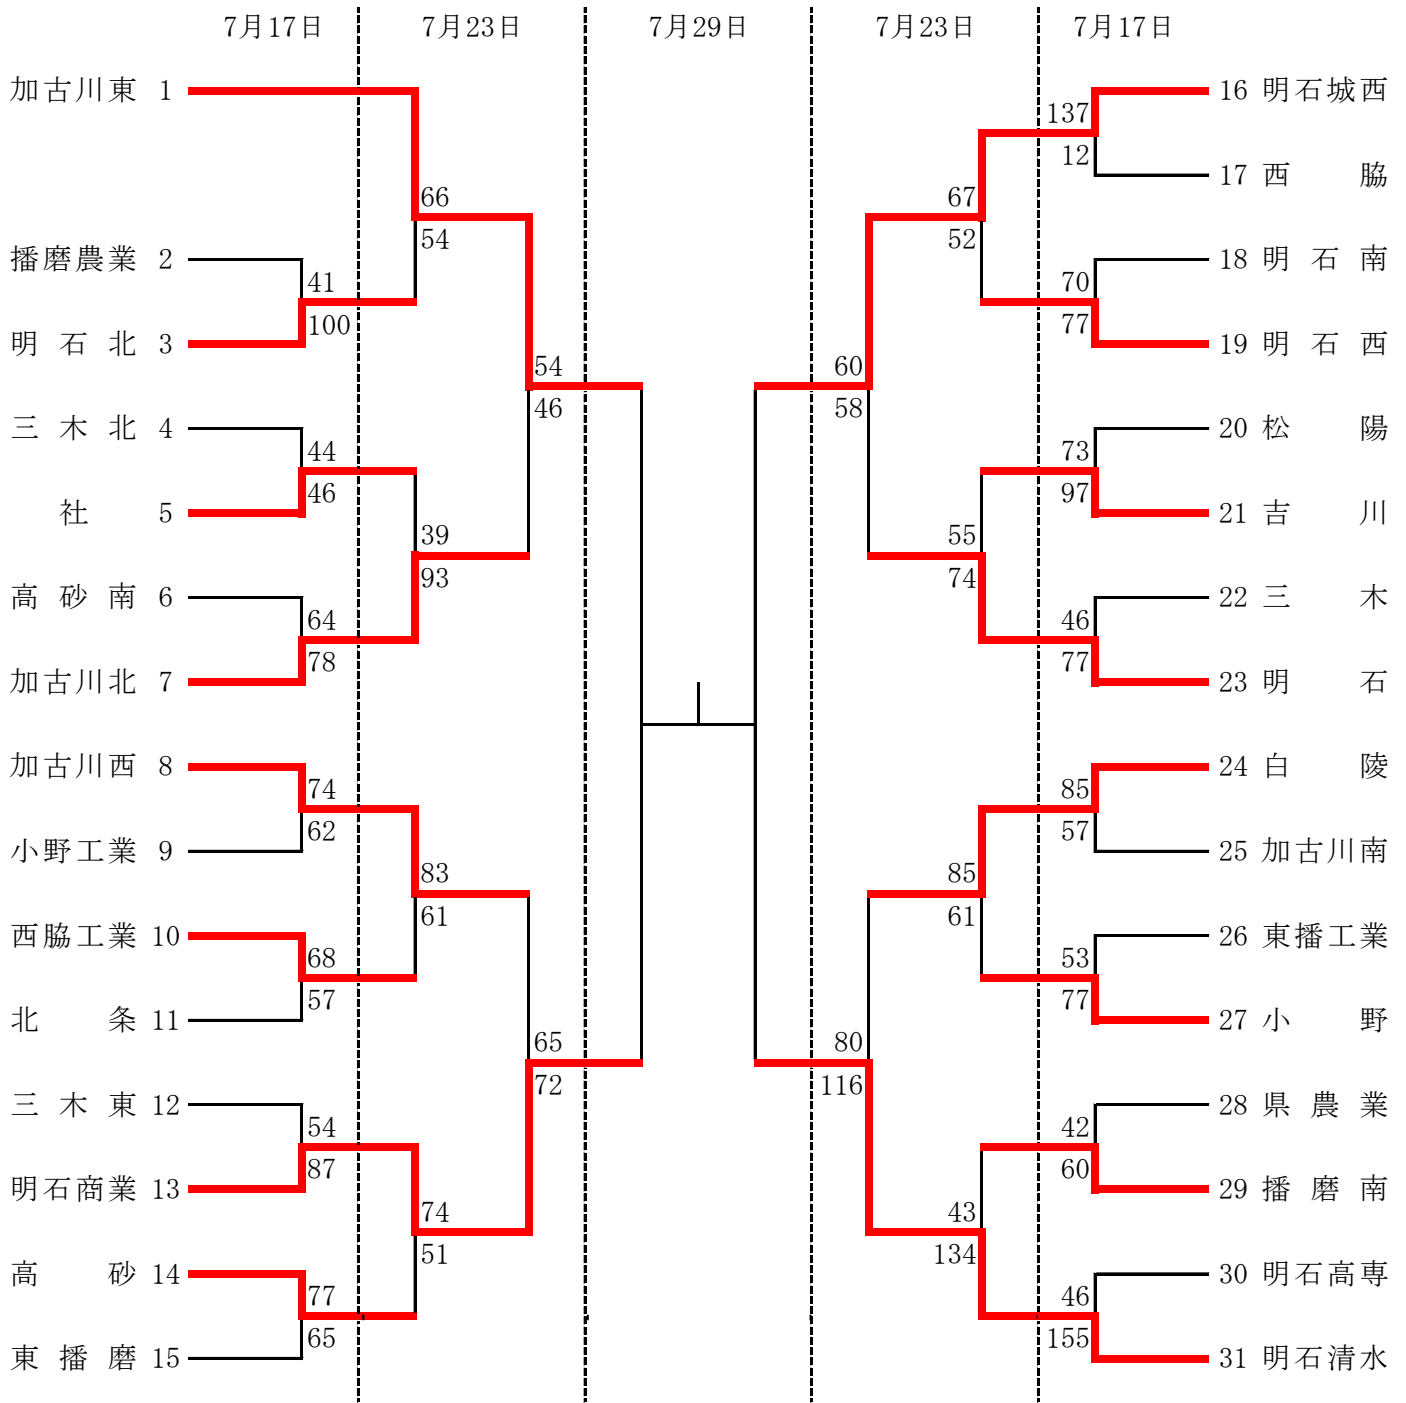 7月17日 7月23日 7月29日 7月23日 7月17日
加古川東 1
播磨農業 2
明石北 3
三木北 4
社 5
高砂南 6
加古川北 7
加古川西 8
小野工業 9
西脇工業 10
北条 11
三木東 12
明石商業 13
高砂 14
東播磨 15
41
100
44
46
64
78
74
62
68
57
54
87
77
65
66
54
39
93
83
61
74
51
54
46
65
72
60
58
80
116
67
52
55
74
85
61
43
134
137
12
70
77
73
97
46
77
85
57
53
77
42
60
46
155
16 明石城西
17 西脇
18 明石南
19 明石西
20 松陽
21 吉川
22 三木
23 明石
24 白陵
25 加古川南
26 東播工業
27 小野
28 県農業
29 播磨南
30 明石高専
31 明石清水